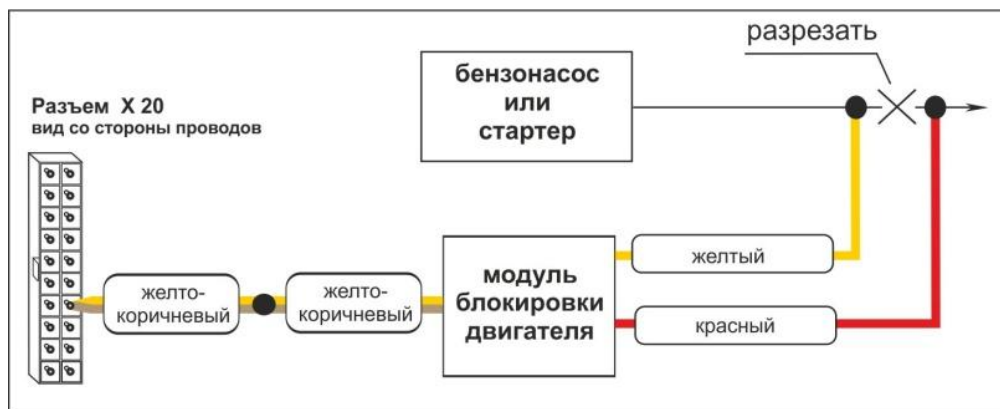 разрезать
бензонасос
или
стартер
Разъем X 20
вид со стороны проводов
желто-
коричневый
желто-
коричневый
модуль
блокировки
двигателя
желтый
красный